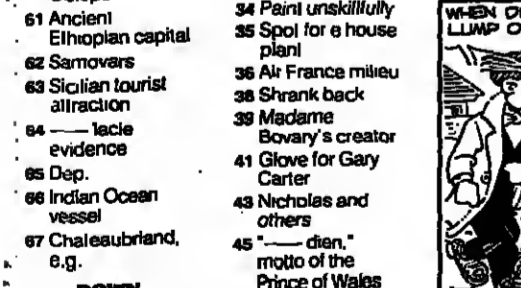 61 Ancient
Ethiopian capital
62 Samovars
63 Sicilian tourist
attraction
64 —— facie
evidence
65 Dep.
66 Indian Ocean
vessel
67 Chateaubriand,
e.g.
DOWN
34 Paint unskillfully
35 Spot for a house
plant
36 Air France milieu
38 Shrank back
39 Madame
Bovary's creator
41 Glove for Gary
Carter
43 Nicholas and
others
45 "—— dien,"
motto of the
Prince of Wales
WHEN
LUMP